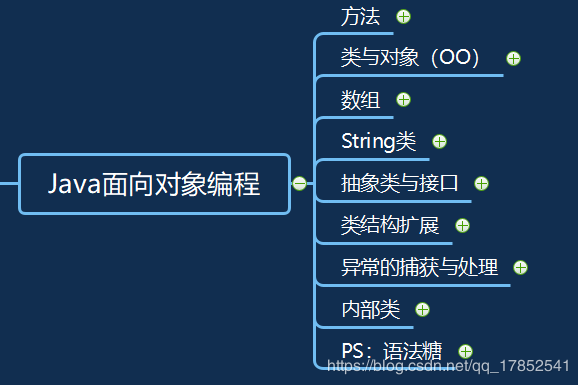 方法
类与对象（OO）
数组
String类
Java面向对象编程
抽象类与接口
类结构扩展
异常的捕获与处理
内部类
PS：语法糖
https://blog.csdn.net/qq_17852541